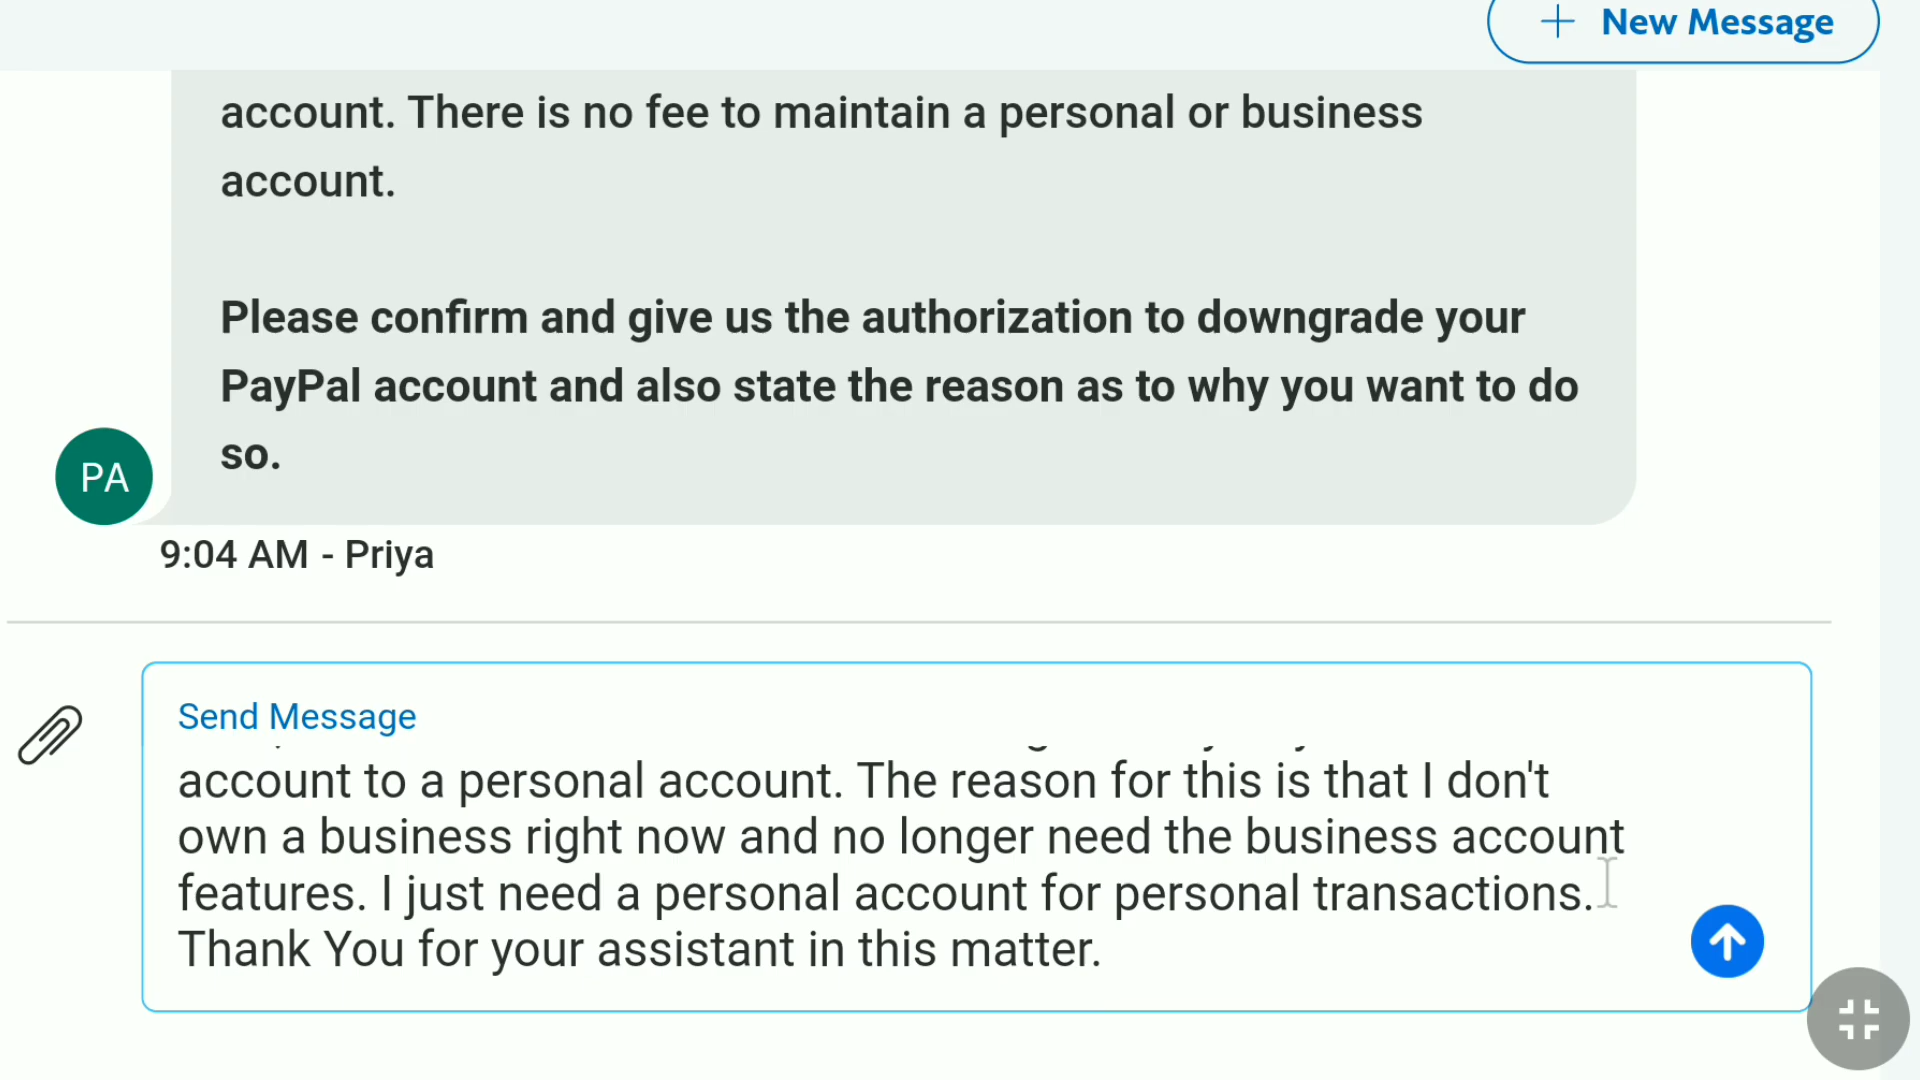 New Message
account. There is no fee to maintain a personal or business
account.
Please confirm and give us the authorization to downgrade your
PayPal account and also state the reason as to why you want to do
so.
PA
9:04 AM - Priya
Send Message
account to a personal account. The reason for this is that I don't
own a business right now and no longer need the business account
features. I just need a personal account for personal transactions.
Thank You for your assistant in this matter.